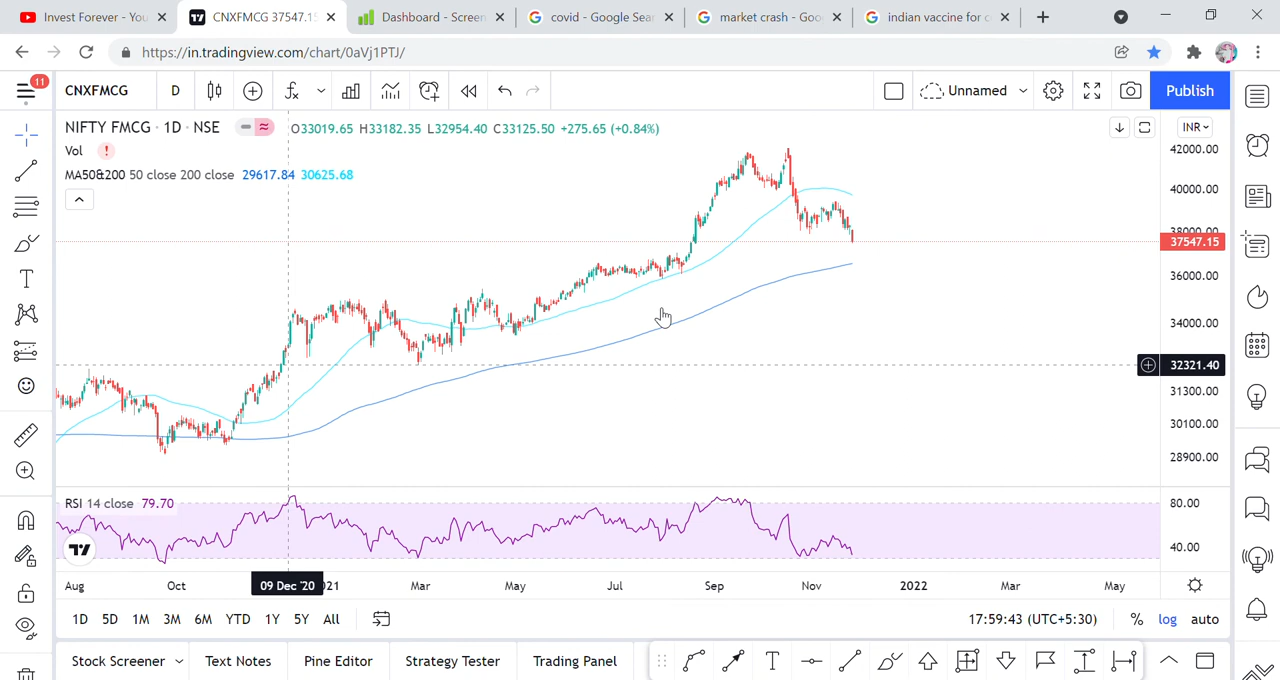 Invest Forever - You
CNXFMCG 37547.15
Dashboard - Screen
covid - Google Sear
market crash - Goo
indian vaccine for c
https://in.tradingview.com/chart/0aVj1PTJ/
11
CNXFMCG
D
Unnamed
Publish
NIFTY FMCG · 1D · NSE
O33019.65 H33182.35 L32954.40 C33125.50 +275.65 (+0.84%)
INR
Vol
MA50&200 50 close 200 close 29617.84 30625.68
42000.00
40000.00
38000.00
37547.15
36000.00
34000.00
32321.40
31300.00
30100.00
28900.00
RSI 14 close 79.70
80.00
40.00
Aug Oct 09 Dec '20 2021 Mar May Jul Sep Nov 2022 Mar May
1D 5D 1M 3M 6M YTD 1Y 5Y All
17:59:43 (UTC+5:30) % log auto
Stock Screener Text Notes Pine Editor Strategy Tester Trading Panel